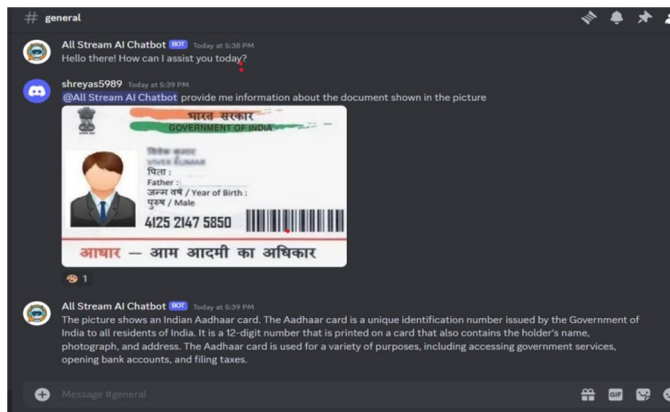 # general
All Stream AI Chatbot BOT Today at 5:38 PM
Hello there! How can I assist you today?
shreyas5989 Today at 5:39 PM
@All Stream AI Chatbot provide me information about the document shown in the picture
भारत सरकार
GOVERNMENT OF INDIA
पिता :
Father :
जन्म वर्ष / Year of Birth :
पुरुष / Male
4125 2147 5850
आधार — आम आदमी का अधिकार
1
All Stream AI Chatbot BOT Today at 5:39 PM
The picture shows an Indian Aadhaar card. The Aadhaar card is a unique identification number issued by the Government of
India to all residents of India. It is a 12-digit number that is printed on a card that also contains the holder's name,
photograph, and address. The Aadhaar card is used for a variety of purposes, including accessing government services,
opening bank accounts, and filing taxes.
Message #general
GIF